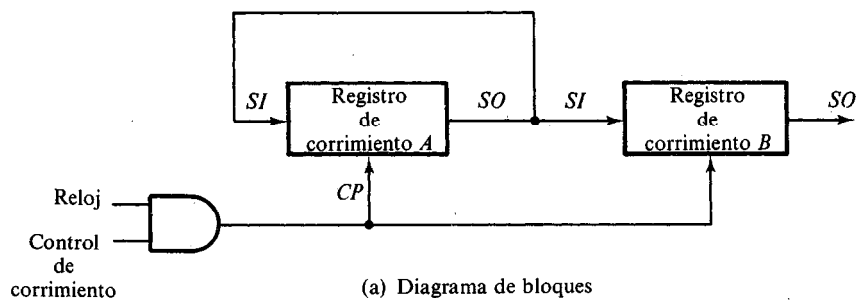 SI
Registro
de
corrimiento A
SO
SI
Registro
de
corrimiento B
SO
CP
Reloj
Control
de
corrimiento
(a) Diagrama de bloques